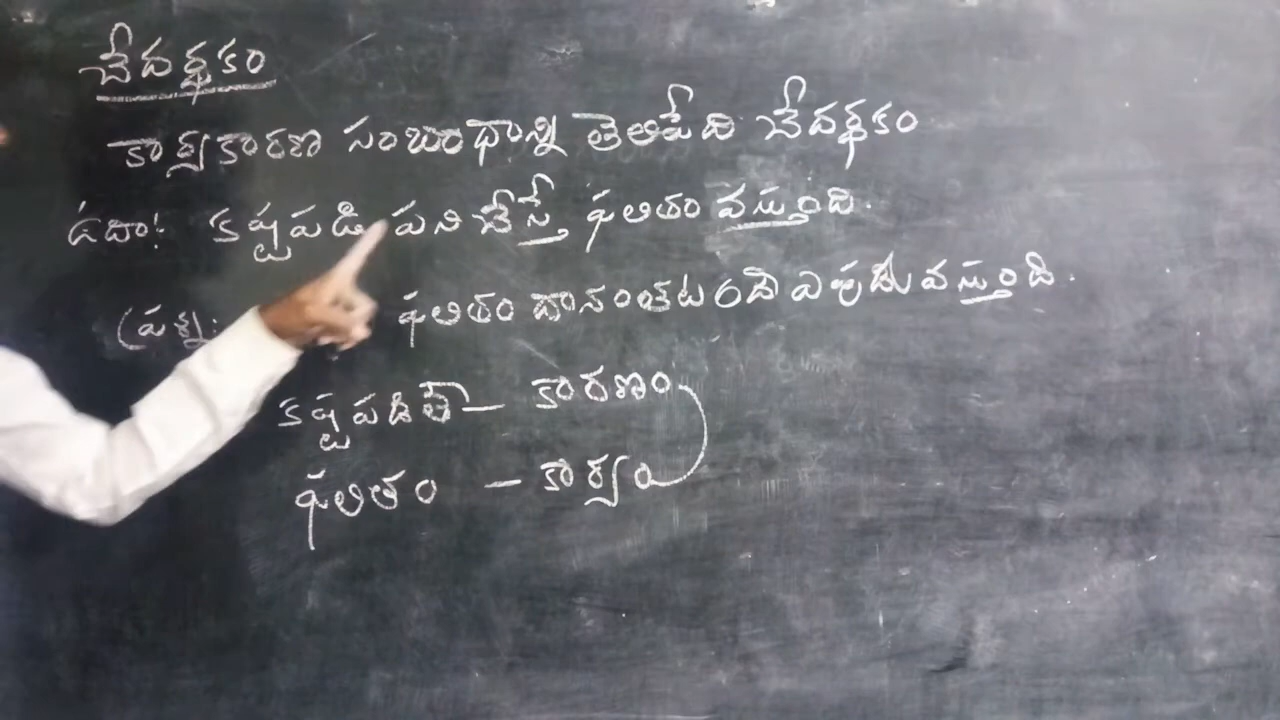 చేదర్థకం
కార్యకారణ సంబంధాన్ని తెలిపేది చేదర్థకం
ఉదా: కష్టపడి పని చేస్తే ఫలితం వస్తుంది.
ప్రశ్న: ఫలితం దానంతటదే ఎపుడు వస్తుంది.
కష్టపడితే – కారణం
ఫలితం – కార్యం